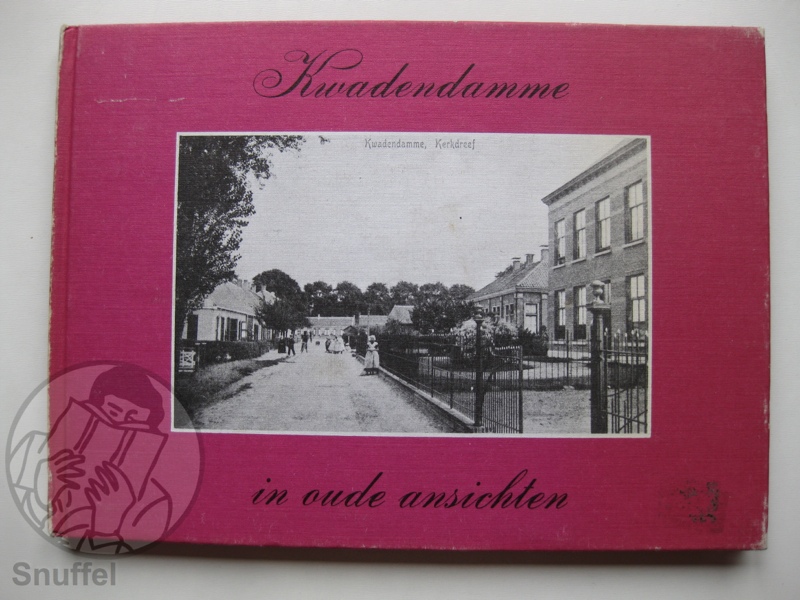 Kwadendamme
Kwadendamme, Kerkdreef
in oude ansichten
Snuffel